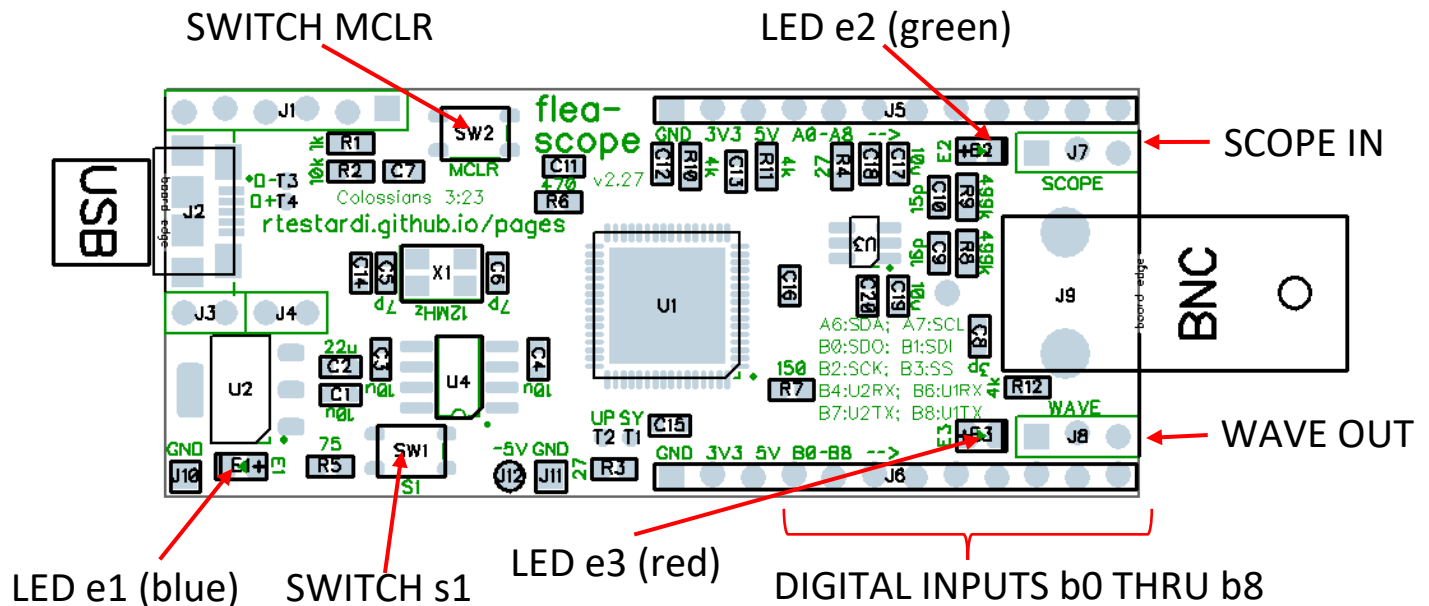 SWITCH MCLR
LED e2 (green)
J1
SW2
MCLR
flea-
scope
v2.27
J5
GND 3V3 5V A0-A8 -->
E2
+E2
J7
SCOPE
SCOPE IN
1k
R1
10k
R2
C7
C11
470
R6
C12
R10
4k
C13
R11
4k
27
R4
C18
C17
10u
15p
C10
R9
499k
USB
board edge
J2
D-T3
D+T4
Colossians 3:23
rtestardi.github.io/pages
U3
15p
C9
R8
499k
C14
C5
7p
X1
12MHz
C6
7p
U1
C16
C20
C19
10u
J9
board edge
BNC
J3
J4
A6:SDA; A7:SCL
B0:SDO; B1:SDI
B2:SCK; B3:SS
B4:U2RX; B6:U1RX
B7:U2TX; B8:U1TX
C8
3p
U2
22u
C2
C1
10u
C3
10u
U4
C4
10u
150
R7
4k
R12
WAVE
UP SY
T2 T1
C15
E3
+E3
J8
WAVE OUT
GND
J10
E1+
E1
75
R5
SW1
S1
-5V GND
J12
J11
27
R3
GND 3V3 5V B0-B8 -->
J6
LED e1 (blue)
SWITCH s1
LED e3 (red)
DIGITAL INPUTS b0 THRU b8